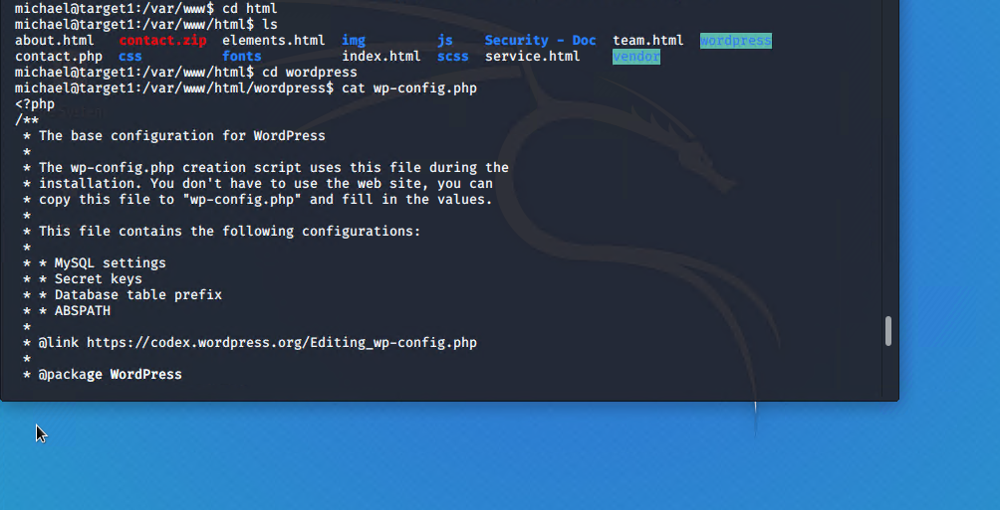 michael@target1:/var/www$ cd html
michael@target1:/var/www/html$ ls
about.html   contact.zip  elements.html  img         js    Security - Doc  team.html  wordpress
contact.php  css          fonts          index.html  scss  service.html    vendor
michael@target1:/var/www/html$ cd wordpress
michael@target1:/var/www/html/wordpress$ cat wp-config.php
<?php
/**
 * The base configuration for WordPress
 *
 * The wp-config.php creation script uses this file during the
 * installation. You don't have to use the web site, you can
 * copy this file to "wp-config.php" and fill in the values.
 *
 * This file contains the following configurations:
 *
 * * MySQL settings
 * * Secret keys
 * * Database table prefix
 * * ABSPATH
 *
 * @link https://codex.wordpress.org/Editing_wp-config.php
 *
 * @package WordPress